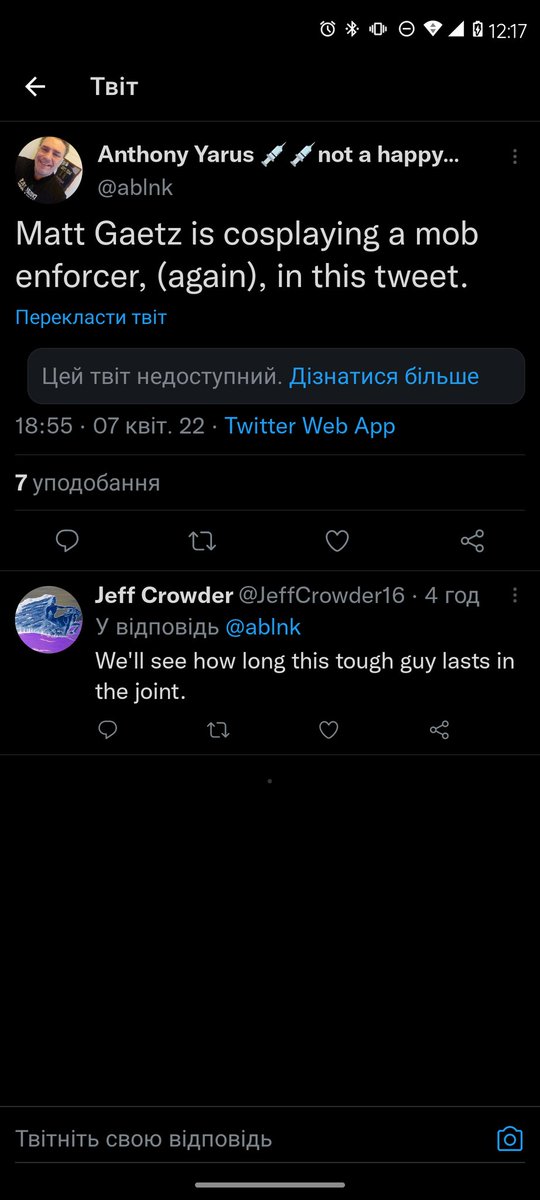 12:17
Твіт
Anthony Yarus 💉💉not a happy...
@ablnk
Matt Gaetz is cosplaying a mob
enforcer, (again), in this tweet.
Перекласти твіт
Цей твіт недоступний. Дізнатися більше
18:55 · 07 квіт. 22 · Twitter Web App
7 уподобання
Jeff Crowder @JeffCrowder16 · 4 год
У відповідь @ablnk
We'll see how long this tough guy lasts in
the joint.
Твітніть свою відповідь